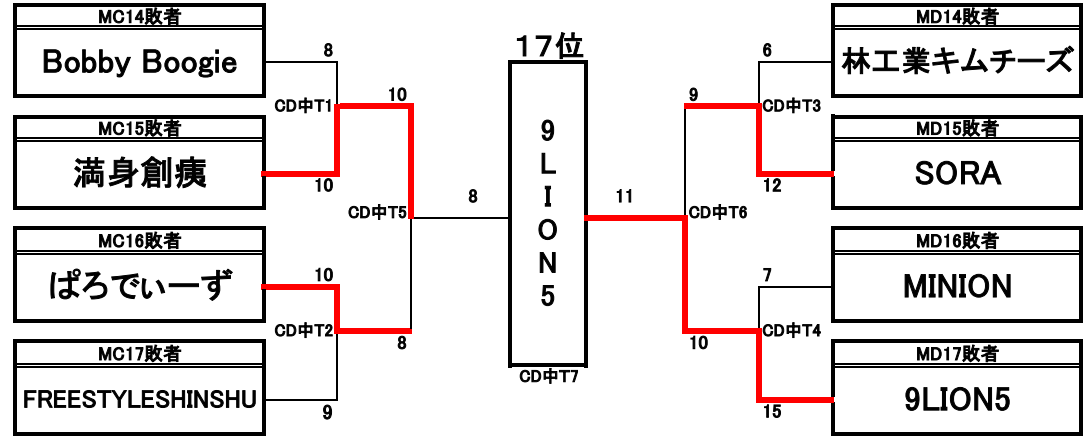 MC14敗者
Bobby Boogie
8
CD中T1
10
MC15敗者
満身創痍
10
CD中T5
8
MC16敗者
ぱろでぃーず
10
CD中T2
8
MC17敗者
FREESTYLESHINSHU
9
17位
9LION5
CD中T7
MD14敗者
林工業キムチーズ
6
9
CD中T3
MD15敗者
SORA
12
11
CD中T6
MD16敗者
MINION
7
CD中T4
10
MD17敗者
9LION5
15